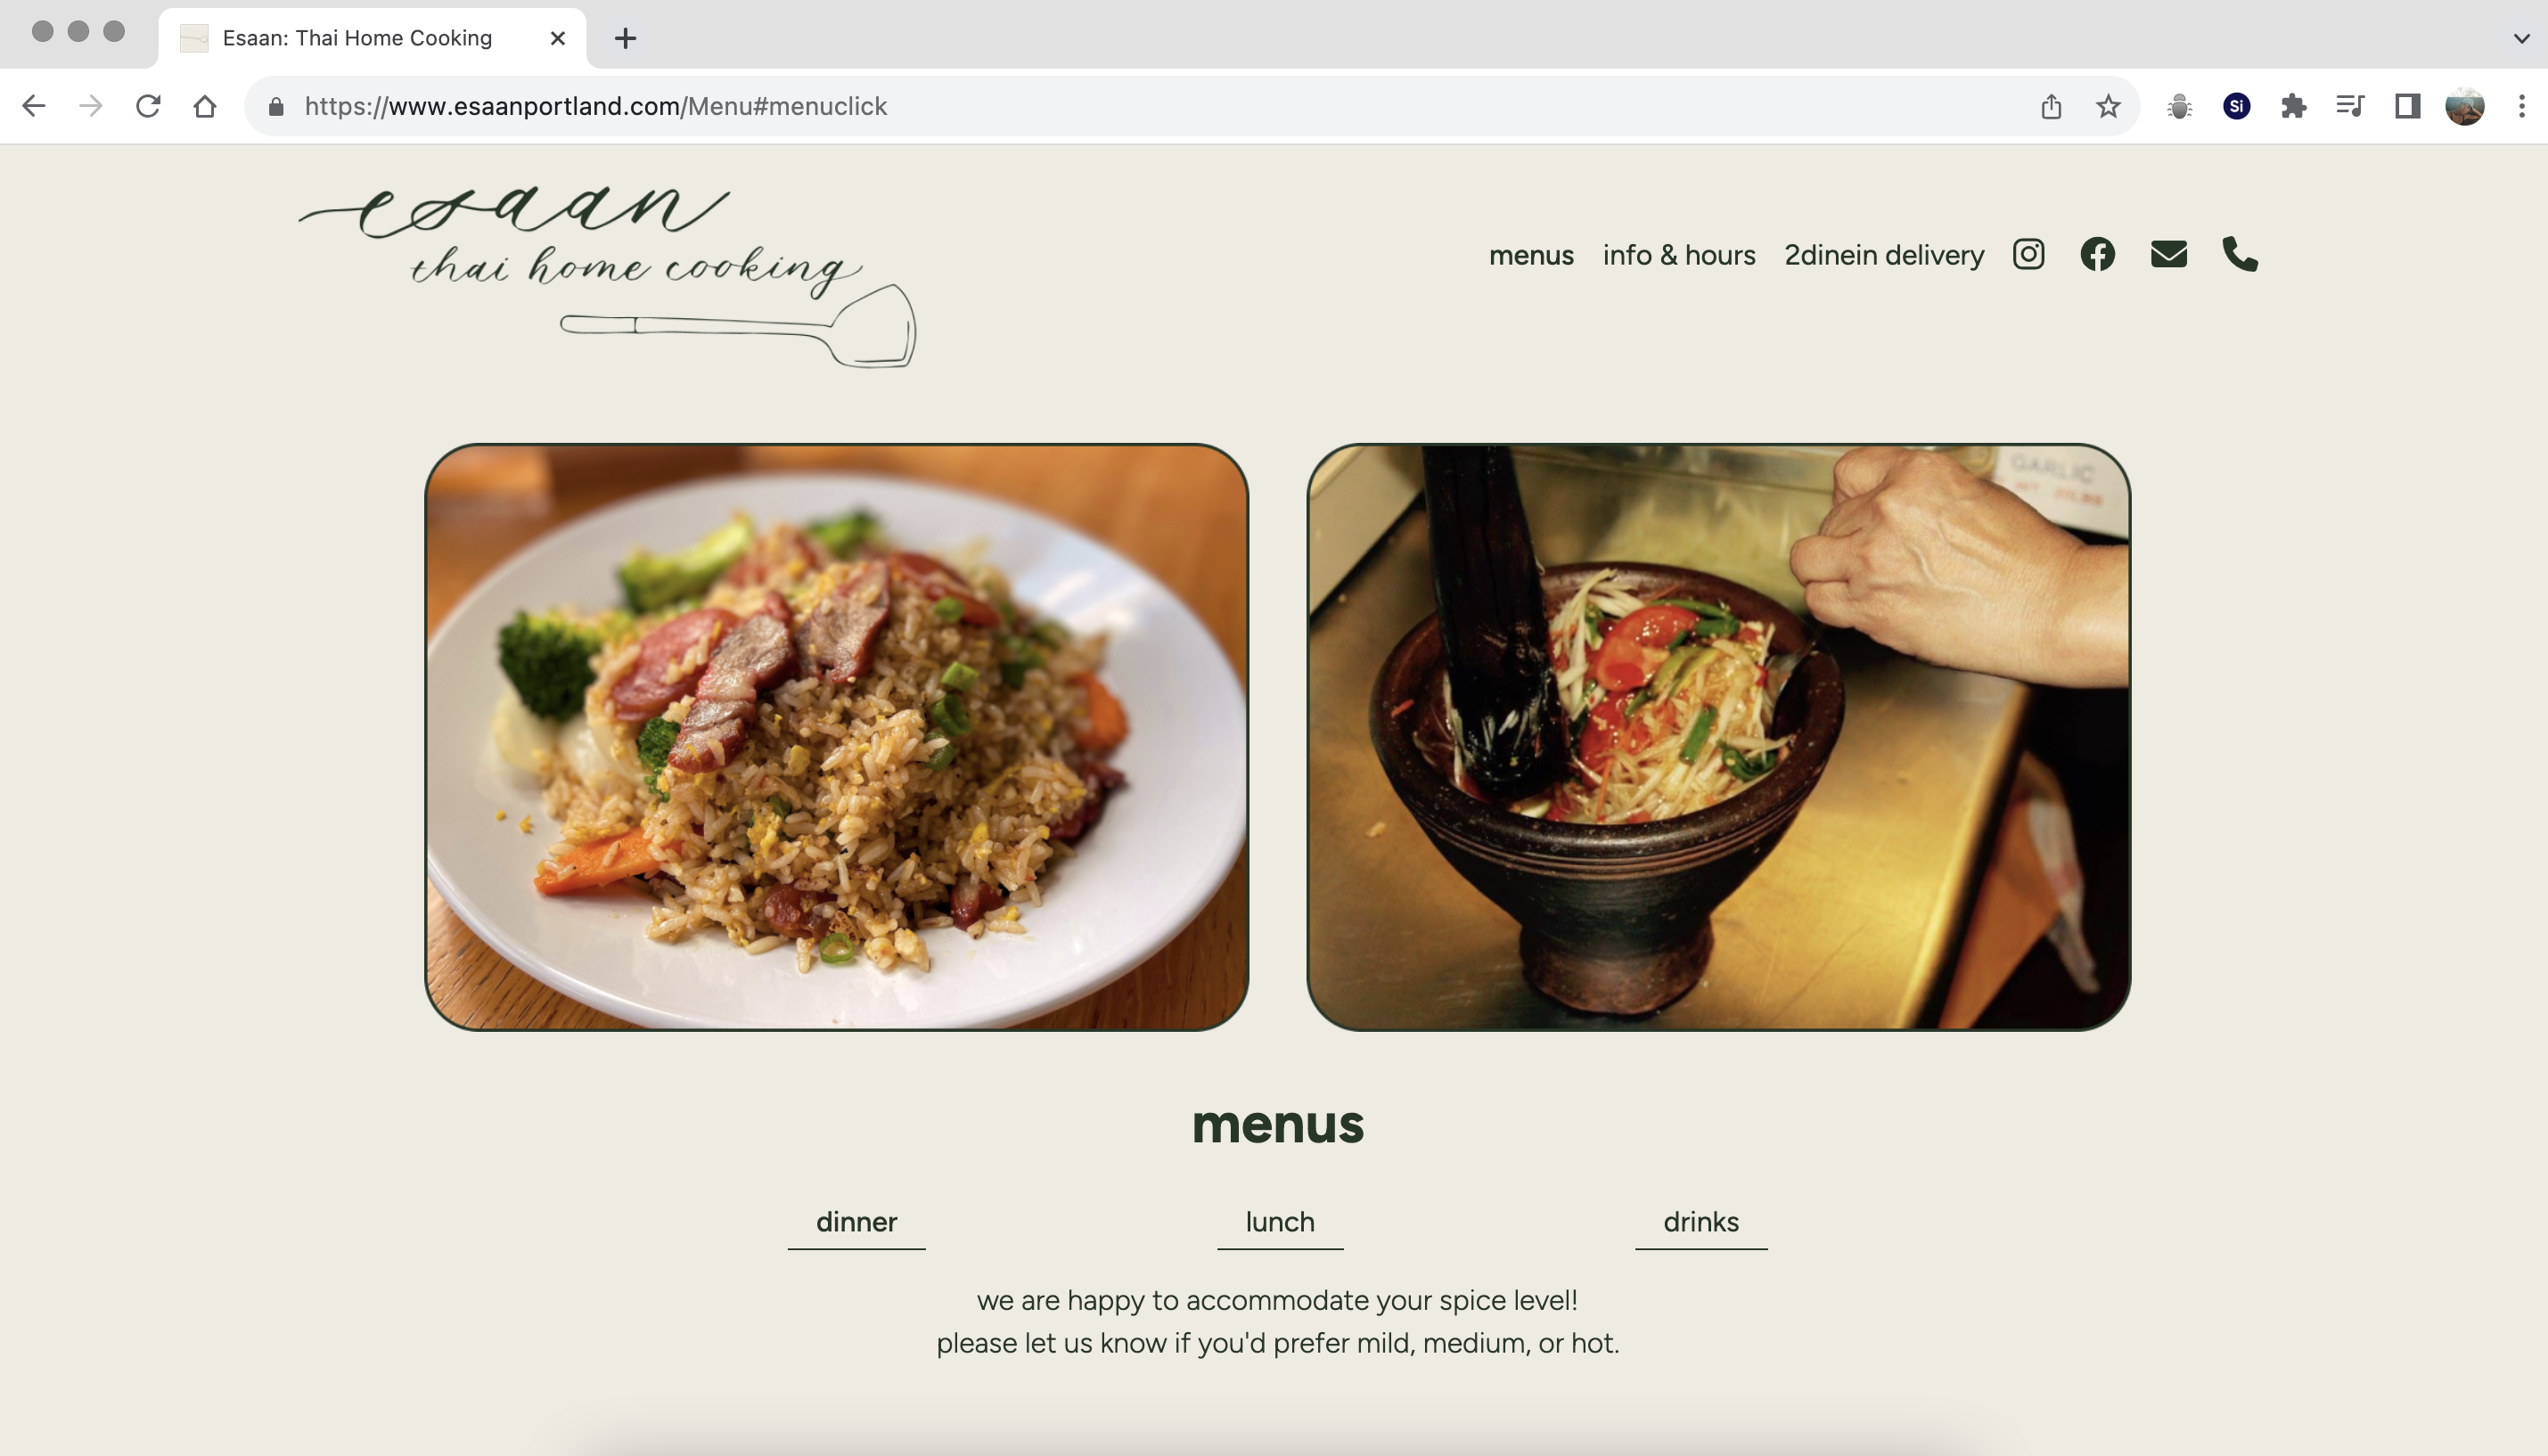 Esaan: Thai Home Cooking
https://www.esaanportland.com/Menu#menuclick
Si
esaan
thai home cooking
menus info & hours 2dinein delivery
GARLIC
menus
dinner lunch drinks
we are happy to accommodate your spice level!
please let us know if you'd prefer mild, medium, or hot.